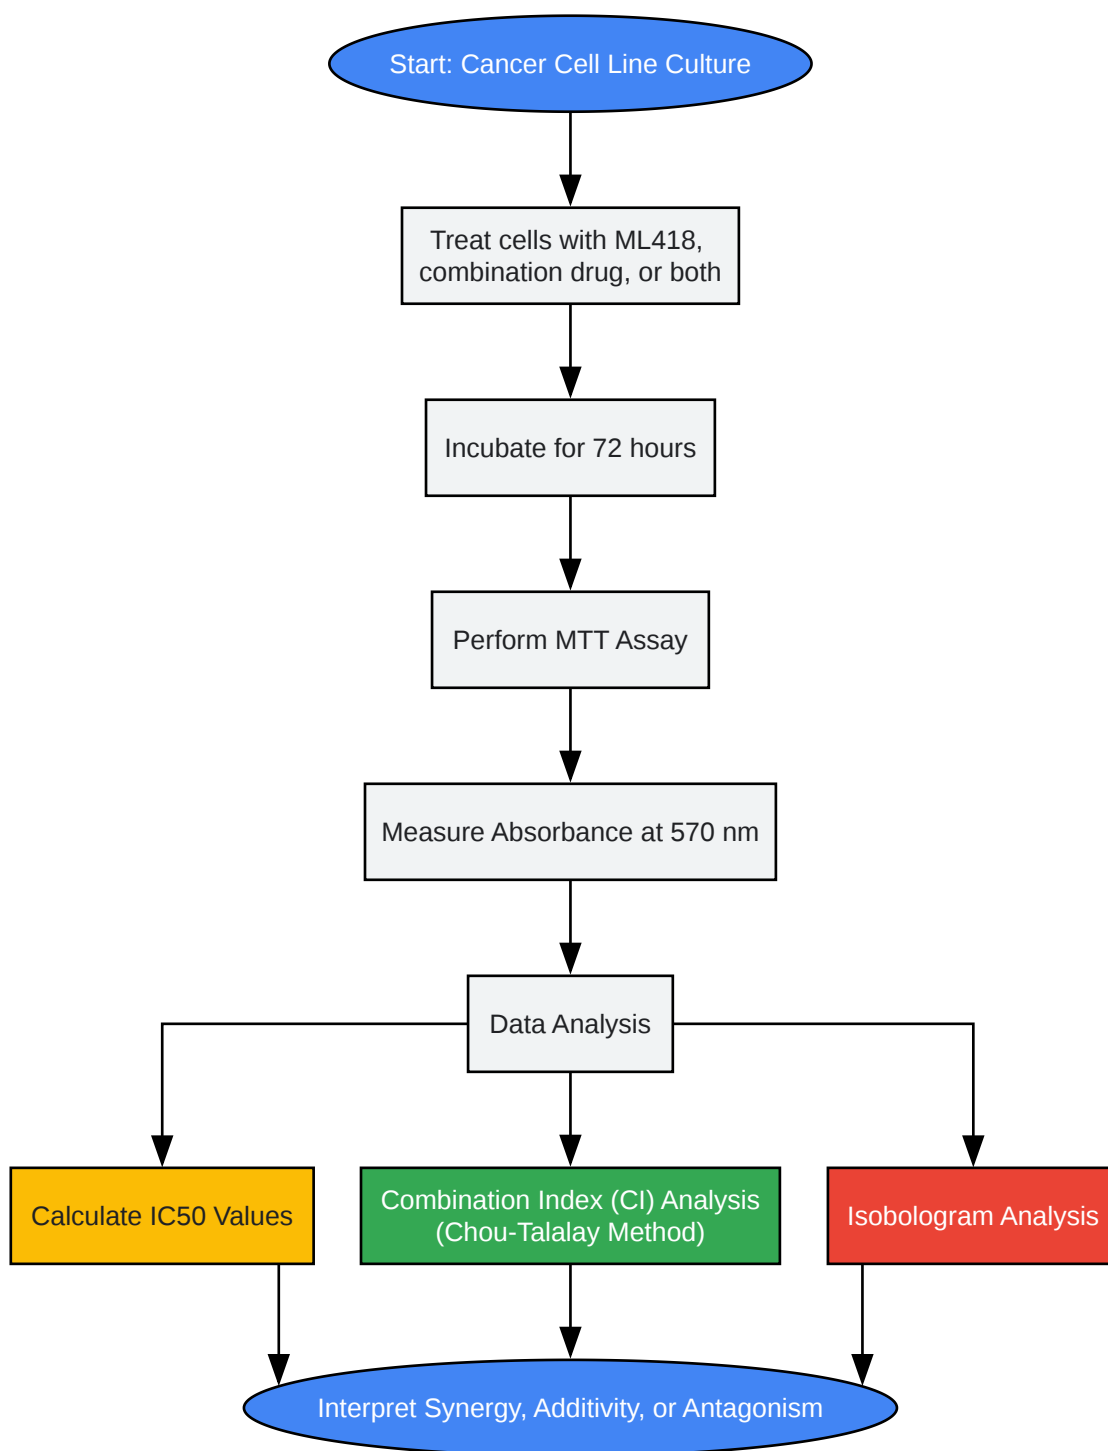 Start: Cancer Cell Line Culture
Treat cells with ML418,
combination drug, or both
Incubate for 72 hours
Perform MTT Assay
Measure Absorbance at 570 nm
Data Analysis
Calculate IC50 Values
Combination Index (CI) Analysis
(Chou-Talalay Method)
Isobologram Analysis
Interpret Synergy, Additivity, or Antagonism